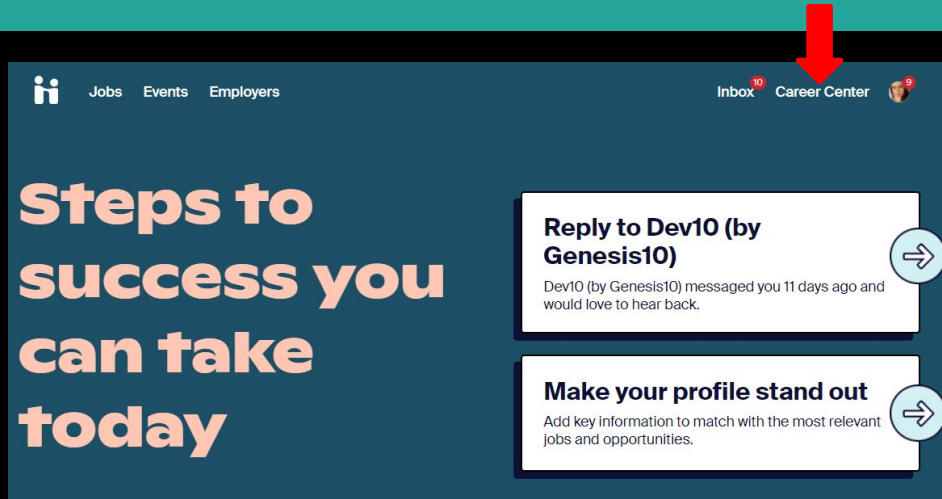 Jobs Events Employers
Inbox 10 Career Center 9
Steps to
success you
can take
today
Reply to Dev10 (by
Genesis10)
Dev10 (by Genesis10) messaged you 11 days ago and
would love to hear back.
Make your profile stand out
Add key information to match with the most relevant
jobs and opportunities.